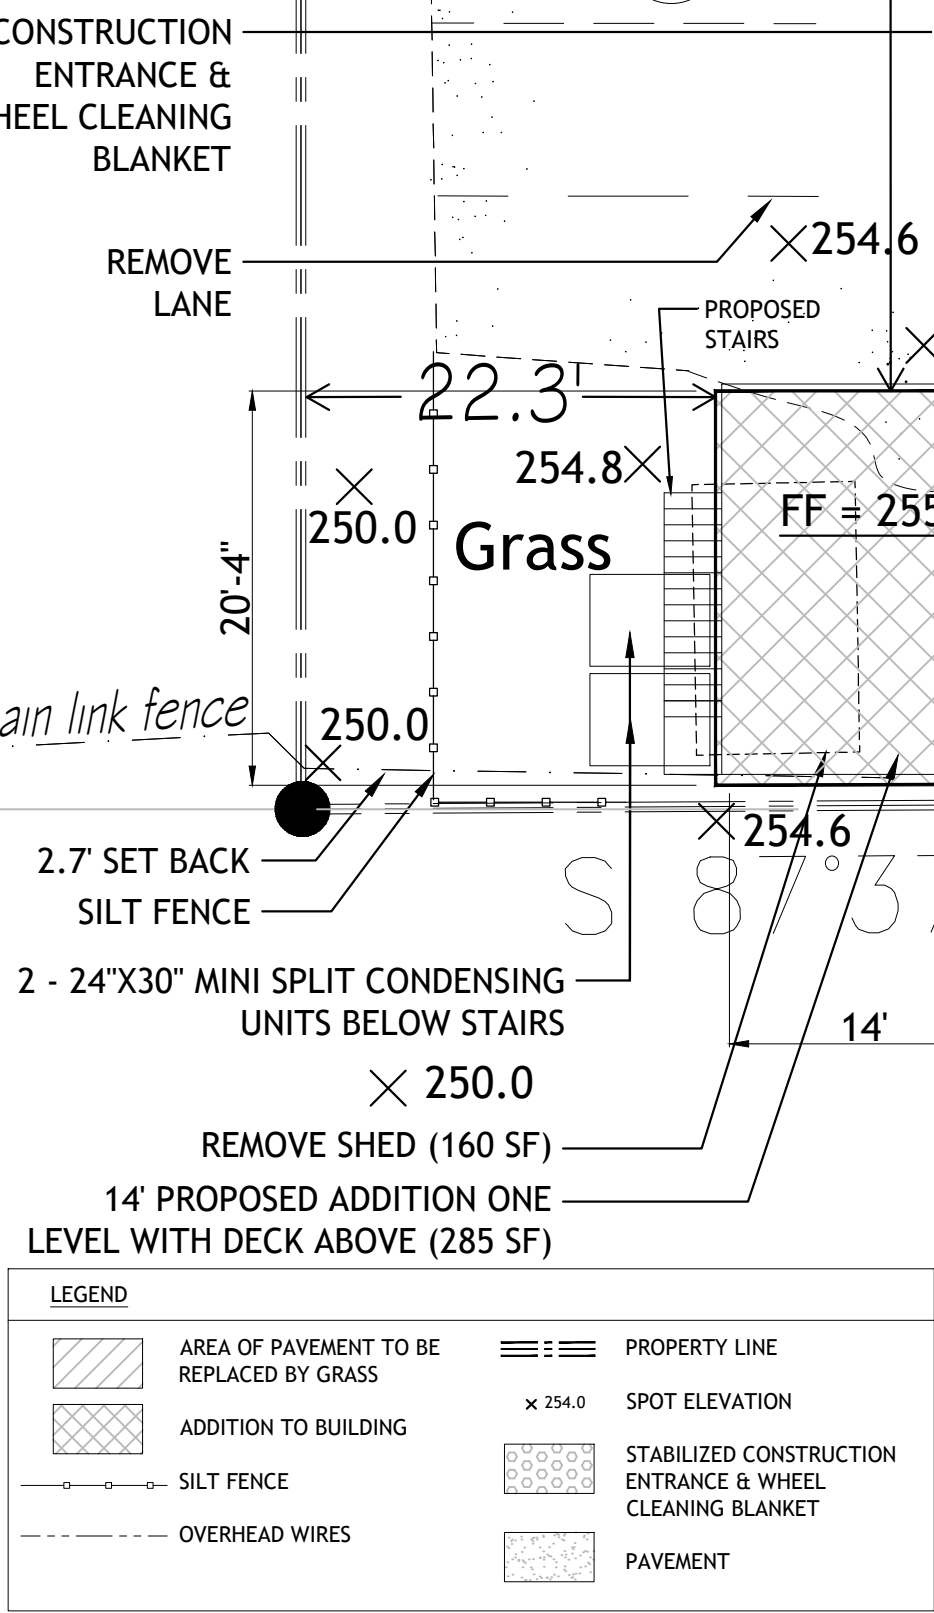 CONSTRUCTION
ENTRANCE &
CLEANING
BLANKET
REMOVE
LANE
254.6
PROPOSED
STAIRS
22.3'
254.8
250.0
Grass
FF = 255
20'-4"
link fence
250.0
254.6
2.7' SET BACK
SILT FENCE
S 87°3
2 - 24"X30" MINI SPLIT CONDENSING
UNITS BELOW STAIRS
14'
250.0
REMOVE SHED (160 SF)
14' PROPOSED ADDITION ONE
LEVEL WITH DECK ABOVE (285 SF)
LEGEND
AREA OF PAVEMENT TO BE
REPLACED BY GRASS
ADDITION TO BUILDING
SILT FENCE
OVERHEAD WIRES
PROPERTY LINE
× 254.0
SPOT ELEVATION
STABILIZED CONSTRUCTION
ENTRANCE & WHEEL
CLEANING BLANKET
PAVEMENT